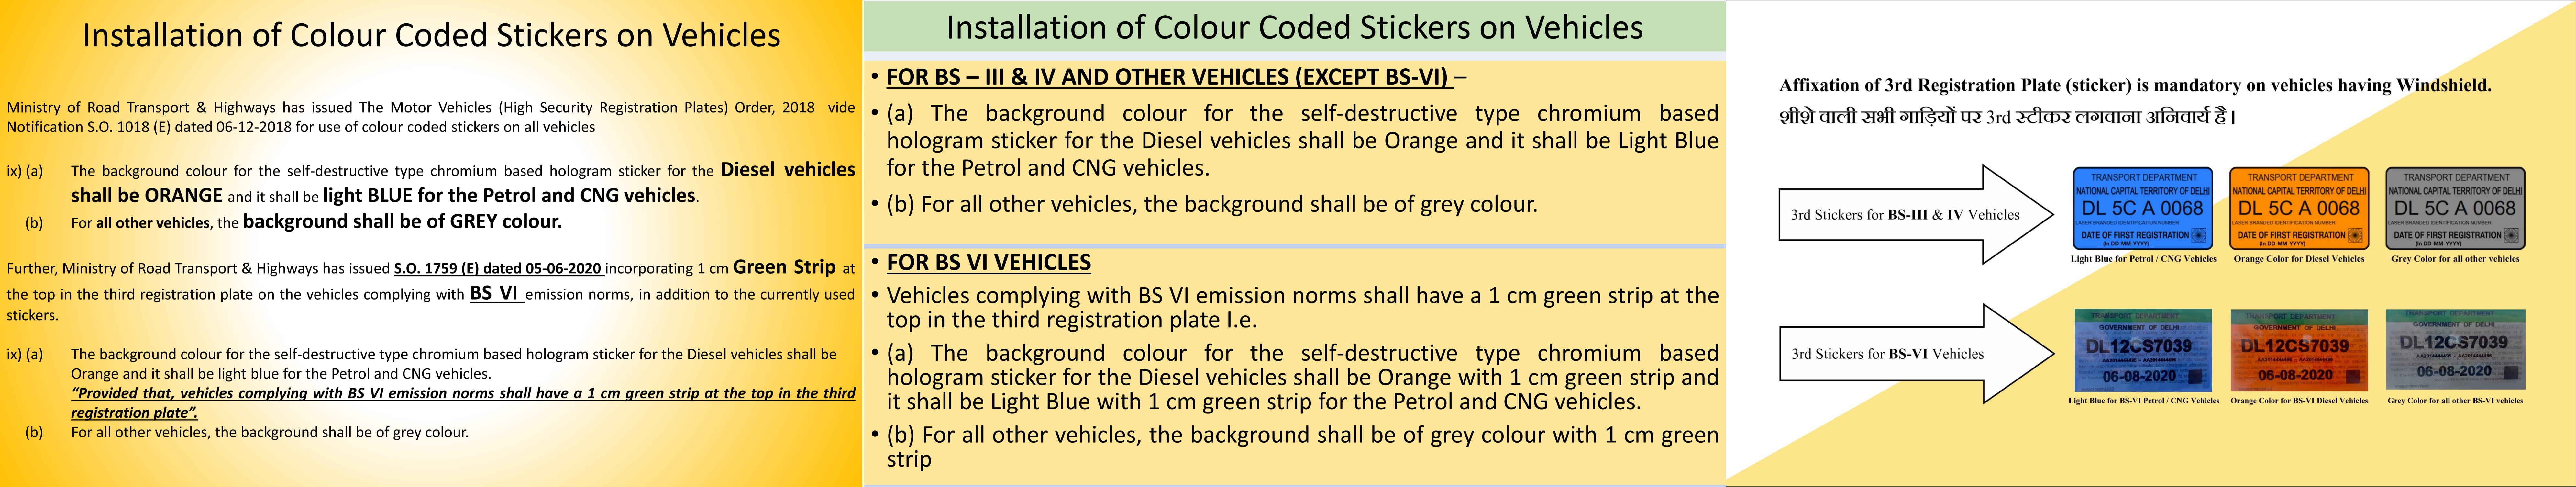 Installation of Colour Coded Stickers on Vehicles
Ministry of Road Transport & Highways has issued The Motor Vehicles (High Security Registration Plates) Order, 2018 vide
Notification S.O. 1018 (E) dated 06-12-2018 for use of colour coded stickers on all vehicles
ix) (a) The background colour for the self-destructive type chromium based hologram sticker for the Diesel vehicles
shall be ORANGE and it shall be light BLUE for the Petrol and CNG vehicles.
(b) For all other vehicles, the background shall be of GREY colour.
Further, Ministry of Road Transport & Highways has issued S.O. 1759 (E) dated 05-06-2020 incorporating 1 cm Green Strip at
the top in the third registration plate on the vehicles complying with BS VI emission norms, in addition to the currently used
stickers.
ix) (a) The background colour for the self-destructive type chromium based hologram sticker for the Diesel vehicles shall be
Orange and it shall be light blue for the Petrol and CNG vehicles.
“Provided that, vehicles complying with BS VI emission norms shall have a 1 cm green strip at the top in the third
registration plate”.
(b) For all other vehicles, the background shall be of grey colour.
Installation of Colour Coded Stickers on Vehicles
• FOR BS – III & IV AND OTHER VEHICLES (EXCEPT BS-VI) –
• (a) The background colour for the self-destructive type chromium based
hologram sticker for the Diesel vehicles shall be Orange and it shall be Light Blue
for the Petrol and CNG vehicles.
• (b) For all other vehicles, the background shall be of grey colour.
• FOR BS VI VEHICLES
• Vehicles complying with BS VI emission norms shall have a 1 cm green strip at the
top in the third registration plate I.e.
• (a) The background colour for the self-destructive type chromium based
hologram sticker for the Diesel vehicles shall be Orange with 1 cm green strip and
it shall be Light Blue with 1 cm green strip for the Petrol and CNG vehicles.
• (b) For all other vehicles, the background shall be of grey colour with 1 cm green
strip
Affixation of 3rd Registration Plate (sticker) is mandatory on vehicles having Windshield.
शीशे वाली सभी गाड़ियों पर 3rd स्टीकर लगवाना अनिवार्य है।
3rd Stickers for BS-III & IV Vehicles
TRANSPORT DEPARTMENT
NATIONAL CAPITAL TERRITORY OF DELHI
DL 5C A 0068
LASER BRANDED IDENTIFICATION NUMBER
DATE OF FIRST REGISTRATION
(In DD-MM-YYYY)
Light Blue for Petrol / CNG Vehicles
TRANSPORT DEPARTMENT
NATIONAL CAPITAL TERRITORY OF DELHI
DL 5C A 0068
LASER BRANDED IDENTIFICATION NUMBER
DATE OF FIRST REGISTRATION
(In DD-MM-YYYY)
Orange Color for Diesel Vehicles
TRANSPORT DEPARTMENT
NATIONAL CAPITAL TERRITORY OF DELHI
DL 5C A 0068
LASER BRANDED IDENTIFICATION NUMBER
DATE OF FIRST REGISTRATION
(In DD-MM-YYYY)
Grey Color for all other vehicles
3rd Stickers for BS-VI Vehicles
TRANSPORT DEPARTMENT
GOVERNMENT OF DELHI
DL12CS7039
06-08-2020
Light Blue for BS-VI Petrol / CNG Vehicles
TRANSPORT DEPARTMENT
GOVERNMENT OF DELHI
DL12CS7039
06-08-2020
Orange Color for BS-VI Diesel Vehicles
TRANSPORT DEPARTMENT
GOVERNMENT OF DELHI
DL12CS7039
06-08-2020
Grey Color for all other BS-VI vehicles